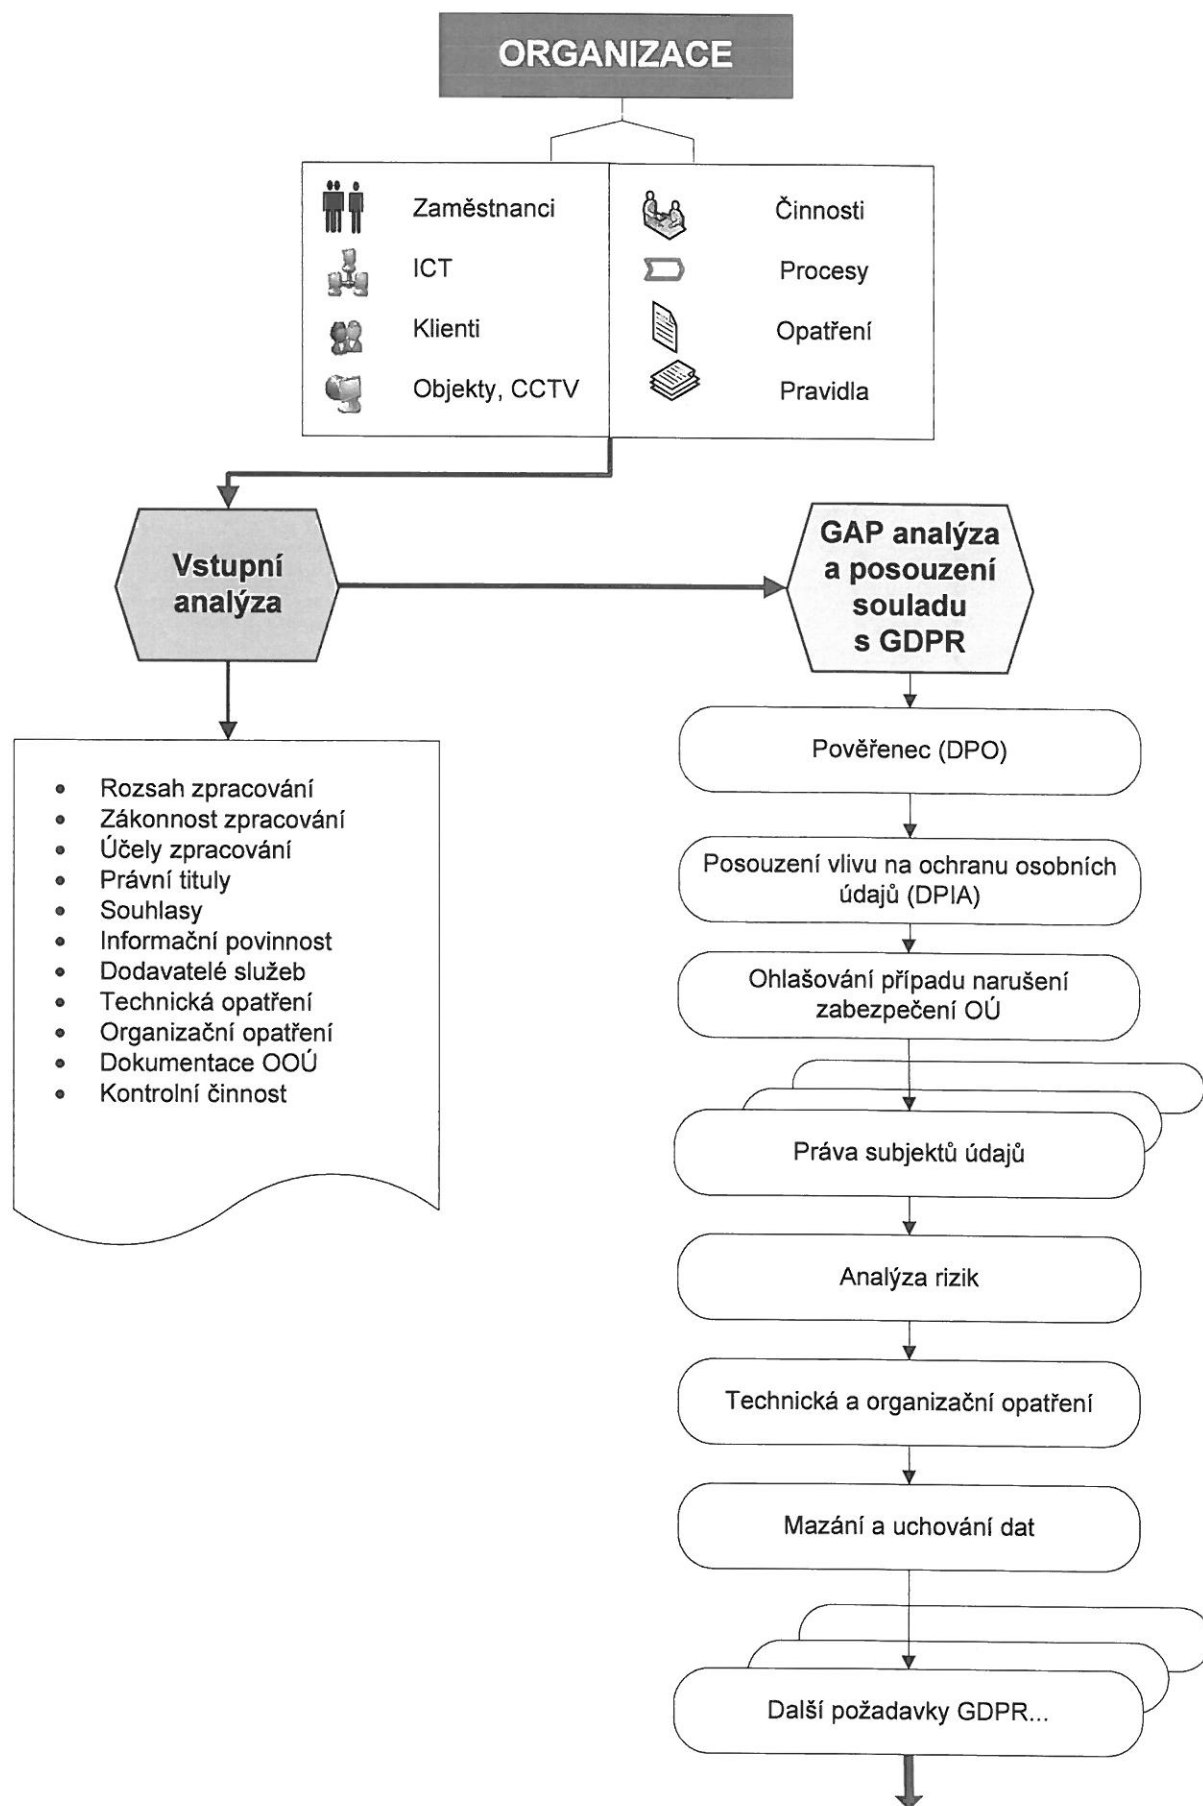 ORGANIZACE
Zaměstnanci
ICT
Klienti
Objekty, CCTV
Činnosti
Procesy
Opatření
Pravidla
Vstupní
analýza
GAP analýza
a posouzení
souladu
s GDPR
• Rozsah zpracování
• Zákonnost zpracování
• Účely zpracování
• Právní tituly
• Souhlasy
• Informační povinnost
• Dodavatelé služeb
• Technická opatření
• Organizační opatření
• Dokumentace OOÚ
• Kontrolní činnost
Pověřenec (DPO)
Posouzení vlivu na ochranu osobních
údajů (DPIA)
Ohlašování případu narušení
zabezpečení OÚ
Práva subjektů údajů
Analýza rizik
Technická a organizační opatření
Mazání a uchování dat
Další požadavky GDPR...